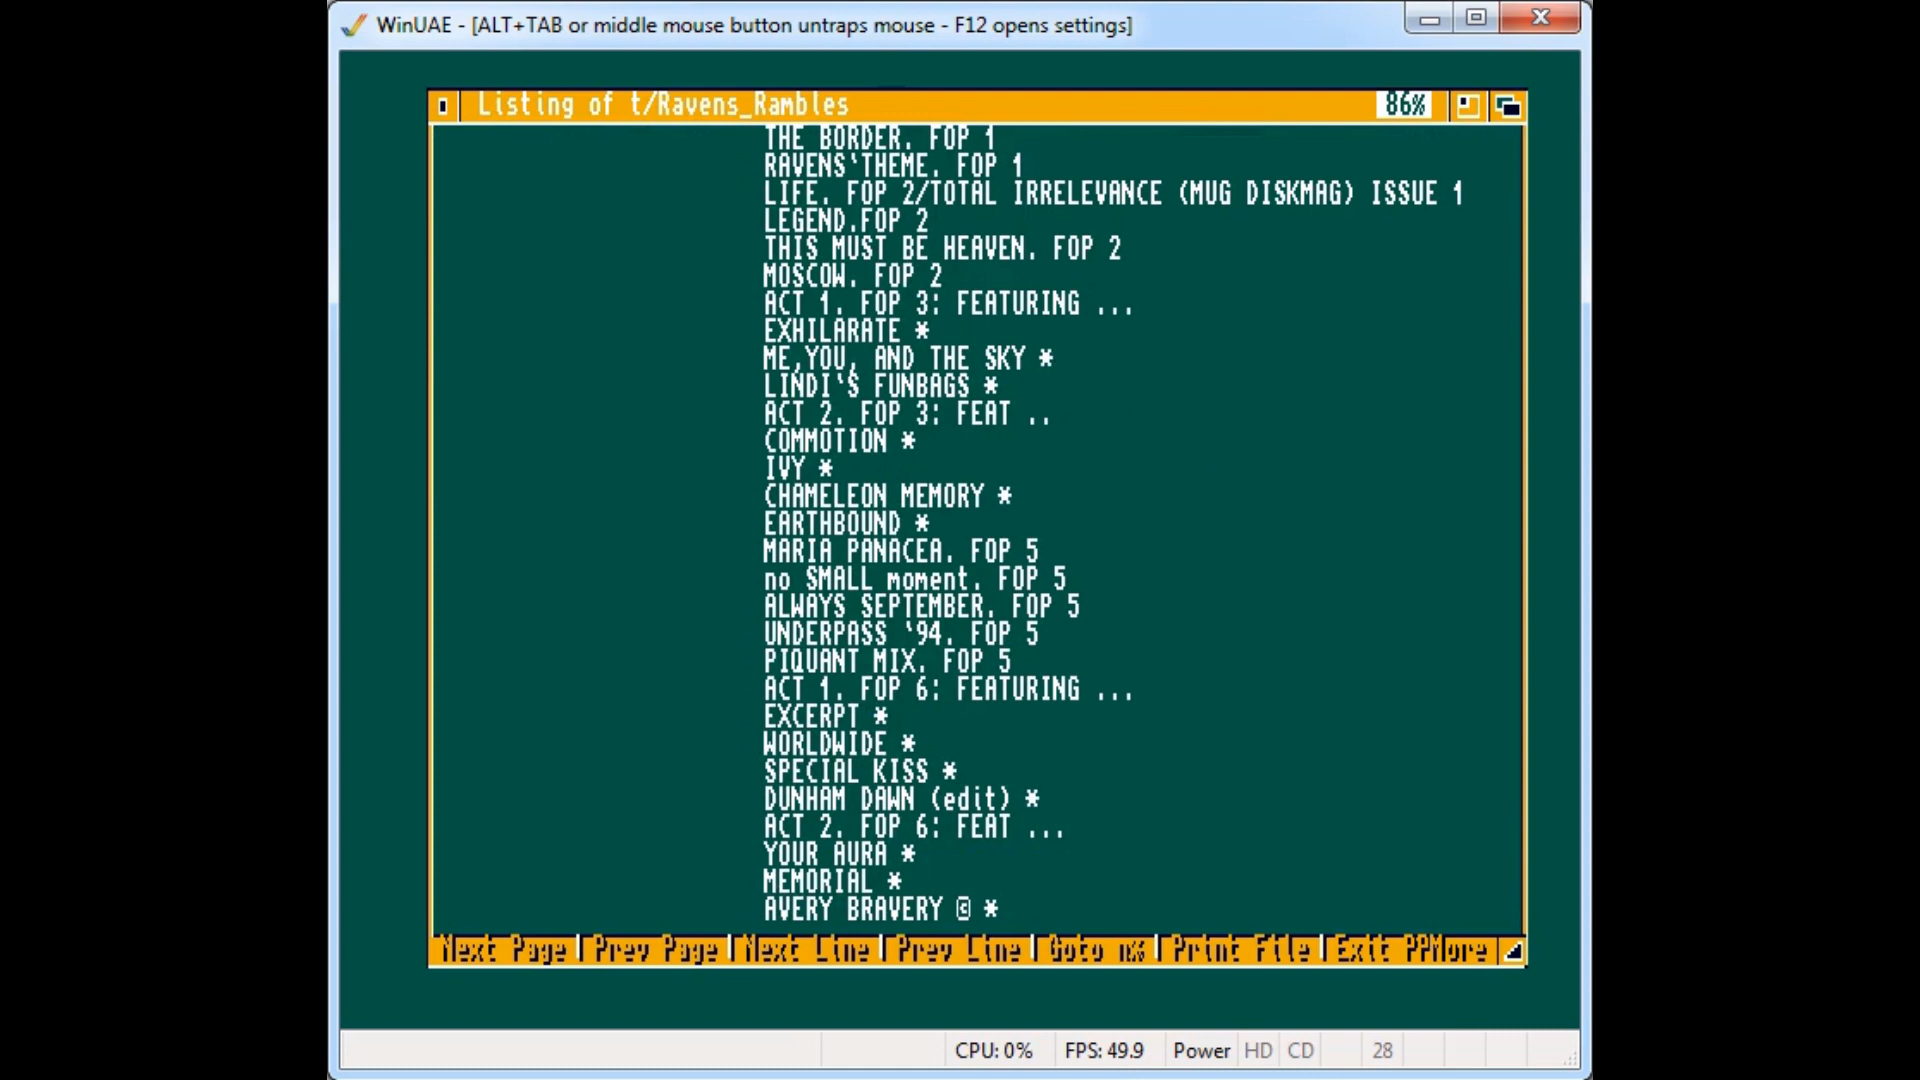 WinUAE - [ALT+TAB or middle mouse button untraps mouse - F12 opens settings]
Listing of t/Ravens_Rambles 86%
THE BORDER. FOP 1
RAVENS'THEME. FOP 1
LIFE. FOP 2/TOTAL IRRELEVANCE (MUG DISKMAG) ISSUE 1
LEGEND.FOP 2
THIS MUST BE HEAVEN. FOP 2
MOSCOW. FOP 2
ACT 1. FOP 3: FEATURING ...
EXHILARATE *
ME,YOU, AND THE SKY *
LINDI'S FUNBAGS *
ACT 2. FOP 3: FEAT ..
COMMOTION *
IVY *
CHAMELEON MEMORY *
EARTHBOUND *
MARIA PANACEA. FOP 5
no SMALL moment. FOP 5
ALWAYS SEPTEMBER. FOP 5
UNDERPASS '94. FOP 5
PIQUANT MIX. FOP 5
ACT 1. FOP 6: FEATURING ...
EXCERPT *
WORLDWIDE *
SPECIAL KISS *
DUNHAM DAWN (edit) *
ACT 2. FOP 6: FEAT ...
YOUR AURA *
MEMORIAL *
AVERY BRAVERY © *
Next Page Prev Page Next Line Prev Line Goto n% Print File Exit PPMore
CPU: 0% FPS: 49.9 Power HD CD 28